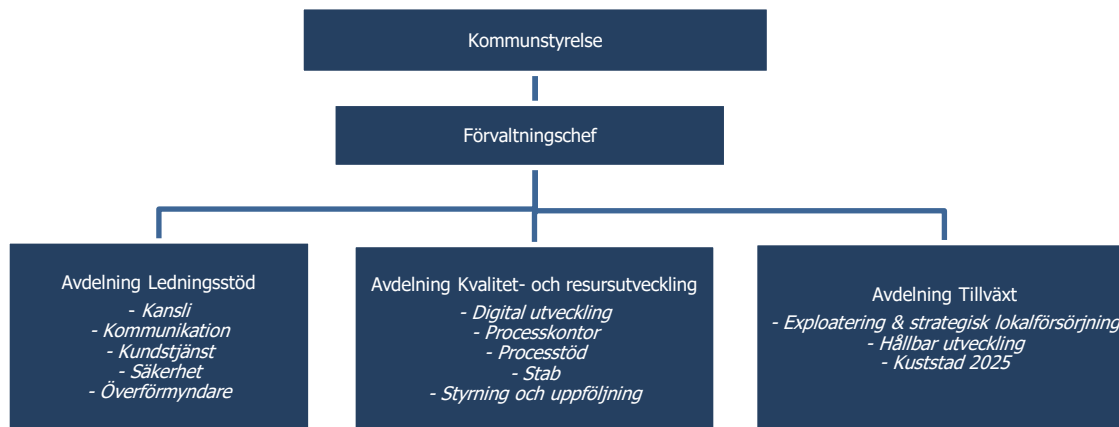 Kommunstyrelse
Förvaltningschef
Avdelning Ledningsstöd
- Kansli
- Kommunikation
- Kundstjänst
- Säkerhet
- Överförmyndare
Avdelning Kvalitet- och resursutveckling
- Digital utveckling
- Processkontor
- Processtöd
- Stab
- Styrning och uppföljning
Avdelning Tillväxt
- Exploatering & strategisk lokalförsörjning
- Hållbar utveckling
- Kuststad 2025